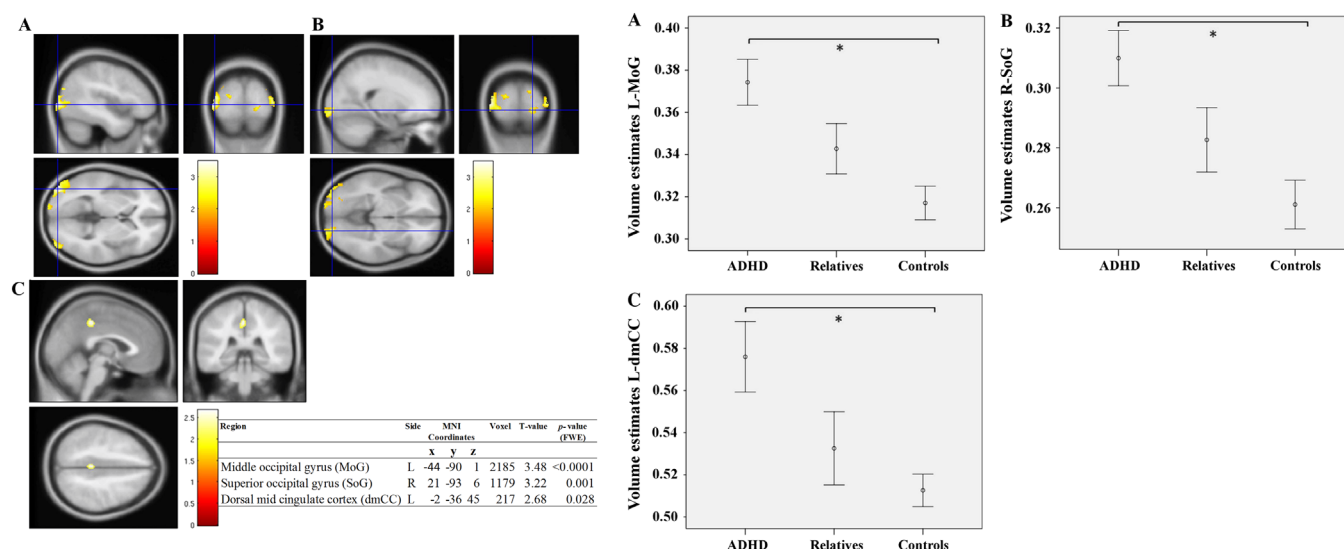 A
B
3
2
1
0
3
2
1
0
C
2.5
2
1.5
1
0.5
0
Region Side MNI Coordinates Voxel T-value p- value (FWE)
x y z
Middle occipital gyrus (MoG) L -44 -90 1 2185 3.48 <0.0001
Superior occipital gyrus (SoG) R 21 -93 6 1179 3.22 0.001
Dorsal mid cingulate cortex (dmCC) L -2 -36 45 217 2.68 0.028
A
Volume estimates L-MoG
0.40
0.38
0.36
0.34
0.32
0.30
*
ADHD Relatives Controls
B
Volume estimates R-SoG
0.32
0.30
0.28
0.26
*
ADHD Relatives Controls
C
Volume estimates L-dmCC
0.60
0.58
0.56
0.54
0.52
0.50
*
ADHD Relatives Controls